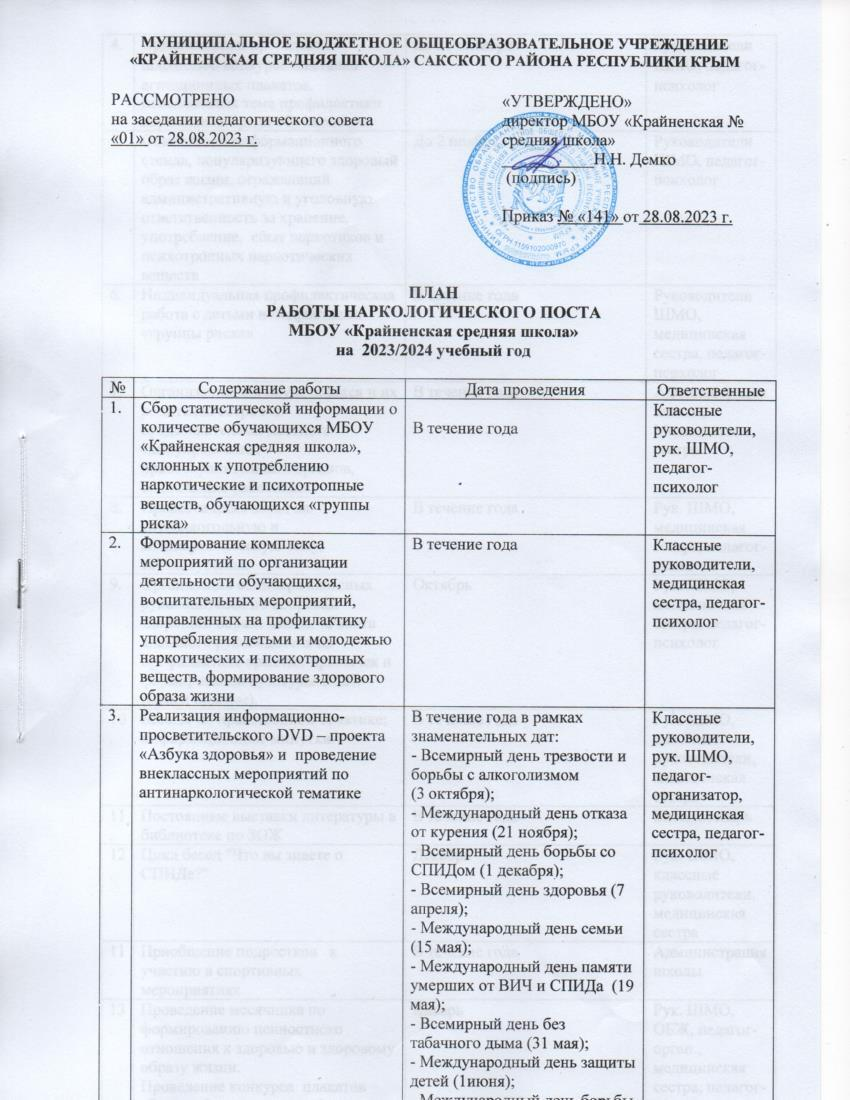 МУНИЦИПАЛЬНОЕ БЮДЖЕТНОЕ ОБЩЕОБРАЗОВАТЕЛЬНОЕ УЧРЕЖДЕНИЕ
«КРАЙНЕНСКАЯ СРЕДНЯЯ ШКОЛА» САКСКОГО РАЙОНА РЕСПУБЛИКИ КРЫМ
РАССМОТРЕНО
на заседании педагогического совета
«01» от 28.08.2023 г.
«УТВЕРЖДЕНО»
директор МБОУ «Крайненская №
средняя школа»
Н.Н. Демко
(подпись)
Приказ № «141» от 28.08.2023 г.
ПЛАН
РАБОТЫ НАРКОЛОГИЧЕСКОГО ПОСТА
МБОУ «Крайненская средняя школа»
на 2023/2024 учебный год
№ Содержание работы Дата проведения Ответственные
1.
Сбор статистической информации о
количестве обучающихся МБОУ
«Крайненская средняя школа»,
склонных к употреблению
наркотические и психотропные
веществ, обучающихся «группы
риска»
В течение года
Классные
руководители,
рук. ШМО,
педагог-
психолог
2.
Формирование комплекса
мероприятий по организации
деятельности обучающихся,
воспитательных мероприятий,
направленных на профилактику
употребления детьми и молодежью
наркотических и психотропных
веществ, формирование здорового
образа жизни
В течение года
Классные
руководители,
медицинская
сестра, педагог-
психолог
3.
Реализация информационно-
просветительского DVD – проекта
«Азбука здоровья» и проведение
внеклассных мероприятий по
антинаркологической тематике
В течение года в рамках
знаменательных дат:
- Всемирный день трезвости и
борьбы с алкоголизмом
(3 октября);
- Международный день отказа
от курения (21 ноября);
- Всемирный день борьбы со
СПИДом (1 декабря);
- Всемирный день здоровья (7
апреля);
- Международный день семьи
(15 мая);
- Международный день памяти
умерших от ВИЧ и СПИДа (19
мая);
- Всемирный день без
табачного дыма (31 мая);
- Международный день защиты
детей (1июня);
- Международный день борьбы
Классные
руководители,
рук. ШМО,
педагог-
организатор,
медицинская
сестра, педагог-
психолог